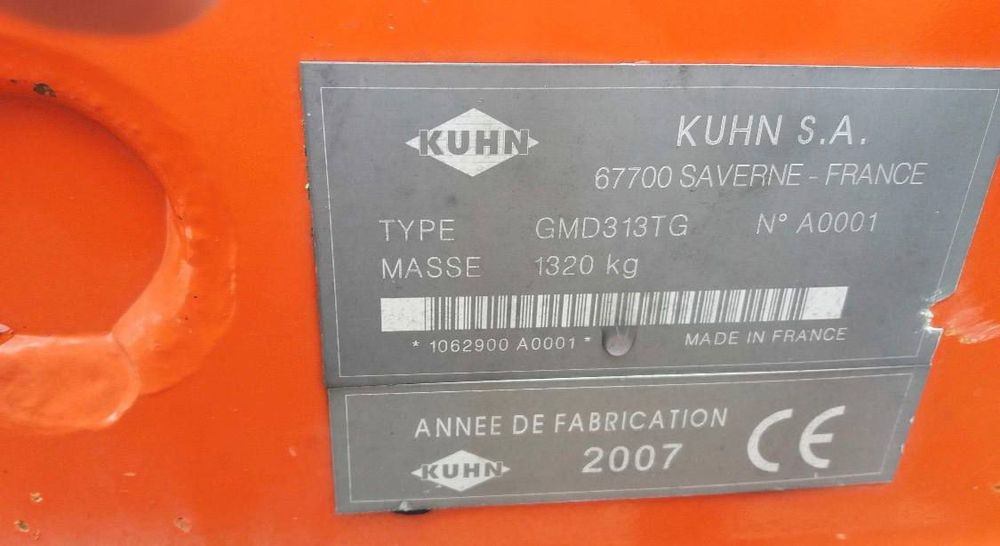 KUHN
KUHN S.A.
67700 SAVERNE - FRANCE
TYPE GMD313TG N° A0001
MASSE 1320 kg
* 1062900 A0001 *
MADE IN FRANCE
ANNEE DE FABRICATION
KUHN 2007 CE